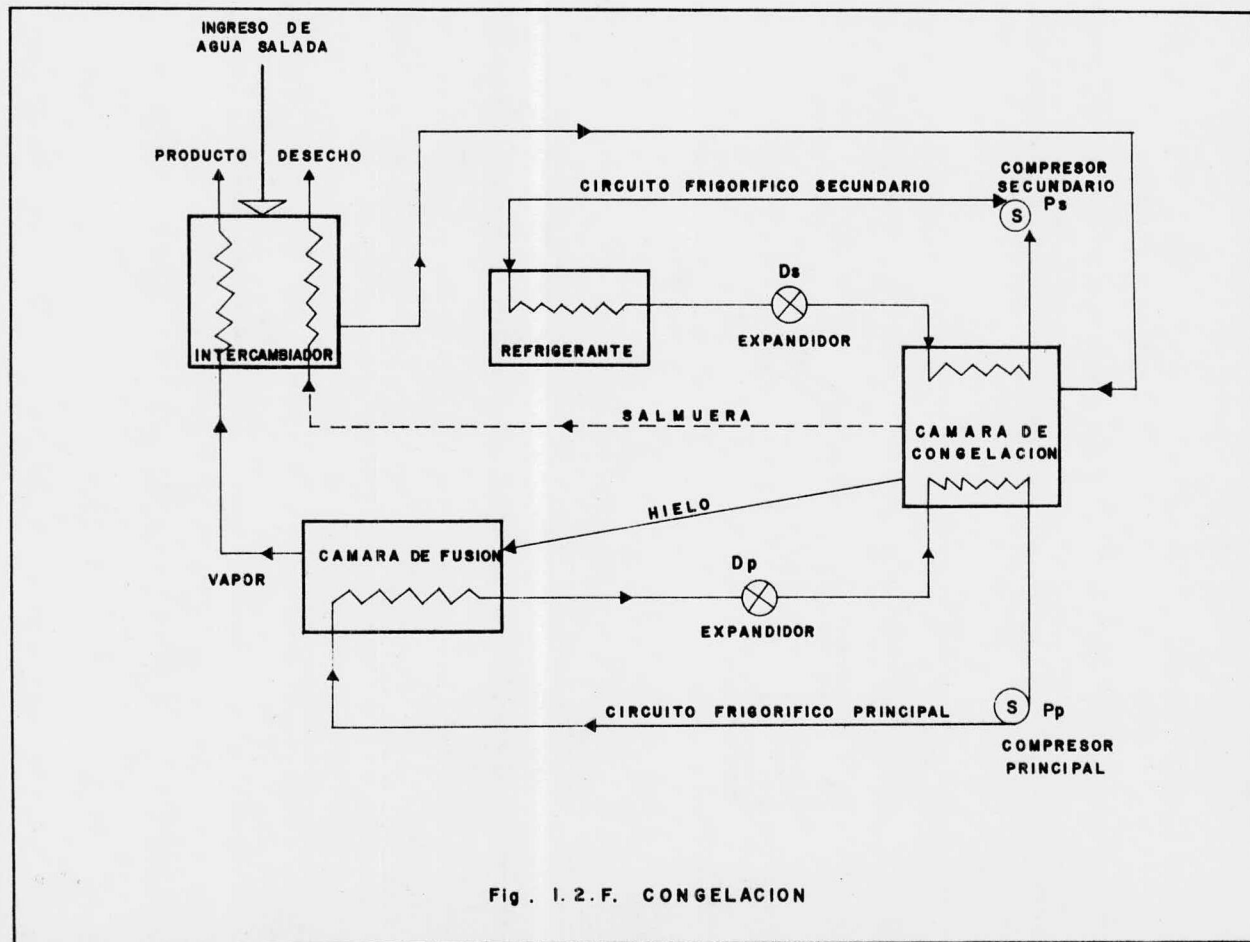 INGRESO DE
AGUA SALADA
PRODUCTO
DESECHO
CIRCUITO FRIGORIFICO SECUNDARIO
COMPRESOR
SECUNDARIO
S
Ps
Ds
EXPANDIDOR
INTERCAMBIADOR
REFRIGERANTE
SALMUERA
CAMARA DE
CONGELACION
HIELO
CAMARA DE FUSION
VAPOR
Dp
EXPANDIDOR
CIRCUITO FRIGORIFICO PRINCIPAL
S
Pp
COMPRESOR
PRINCIPAL
Fig. 1.2.F. CONGELACION